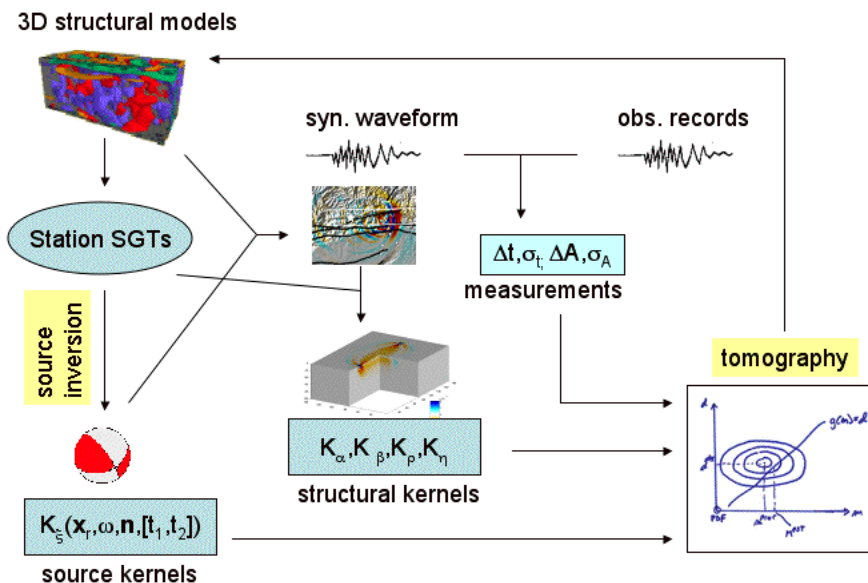 3D structural models
syn. waveform
obs. records
Station SGTs
Δt,σt; ΔA,σA
measurements
source
inversion
tomography
Kα,K β,Kρ,Kη
structural kernels
Kξ(xr,ω,n,[t1,t2])
source kernels
d
g(m)=d
m